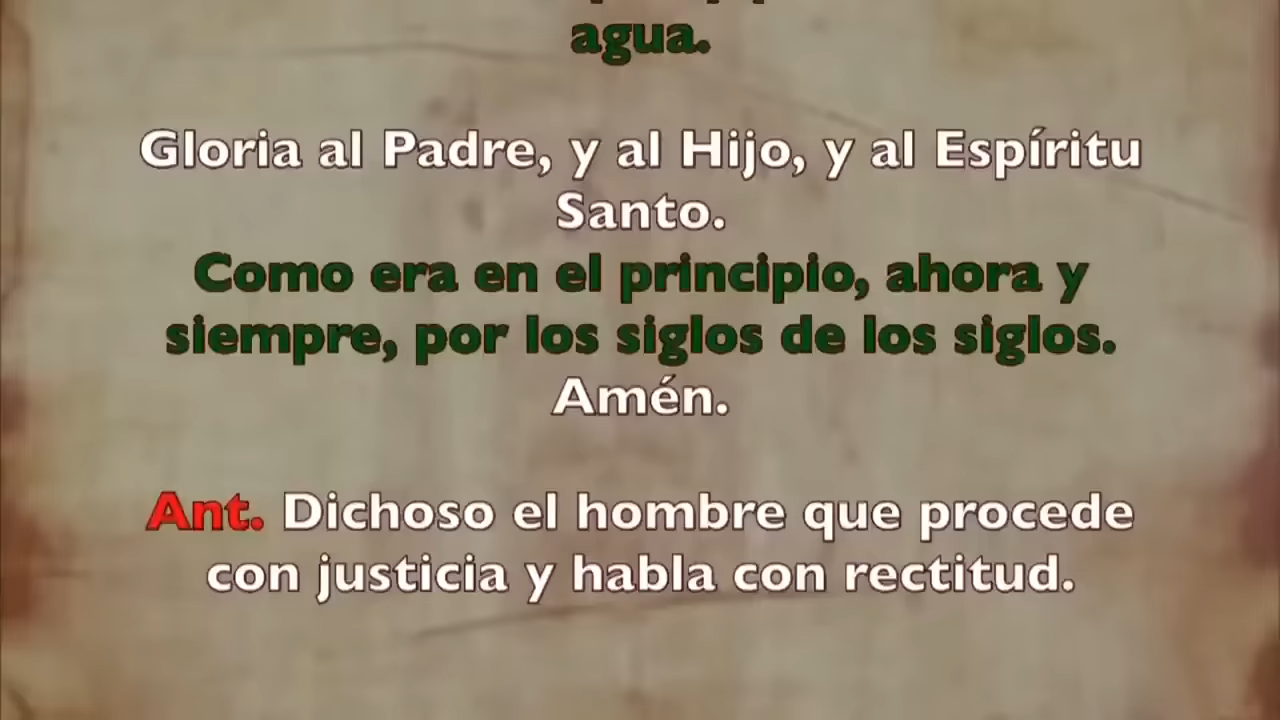 agua.
Gloria al Padre, y al Hijo, y al Espíritu
Santo.
Como era en el principio, ahora y
siempre, por los siglos de los siglos.
Amén.
Ant. Dichoso el hombre que procede
con justicia y habla con rectitud.